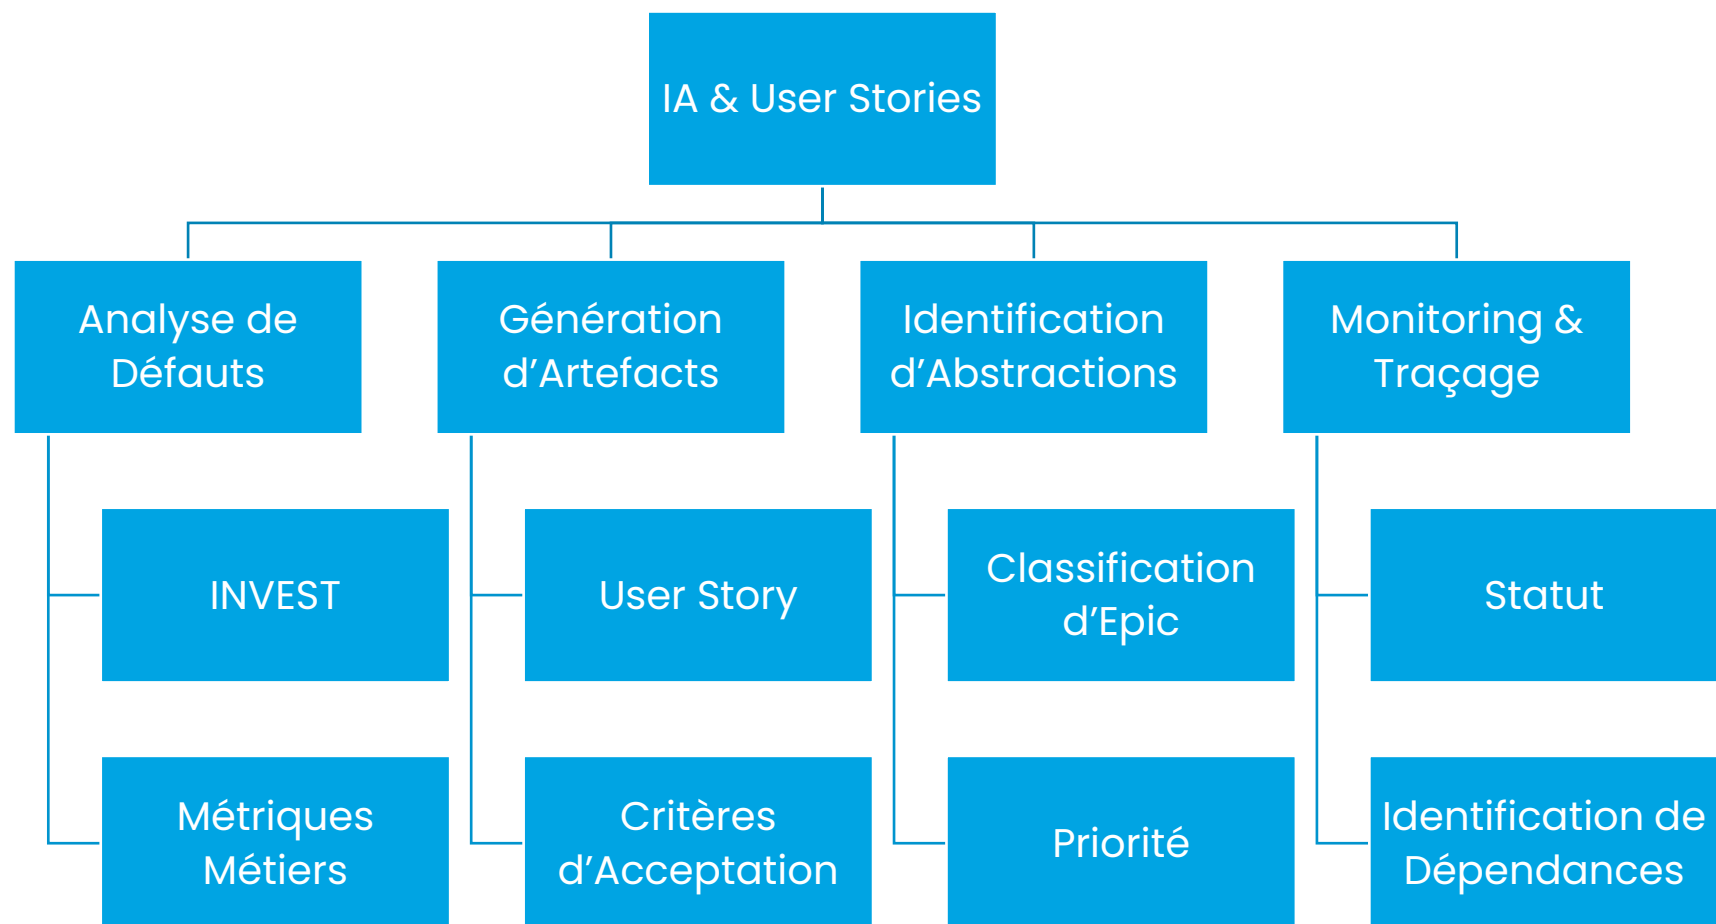 IA & User Stories
Analyse de
Défauts
Génération
d’Artefacts
Identification
d’Abstractions
Monitoring &
Traçage
INVEST
User Story
Classification
d’Epic
Statut
Métriques
Métiers
Critères
d’Acceptation
Priorité
Identification de
Dépendances